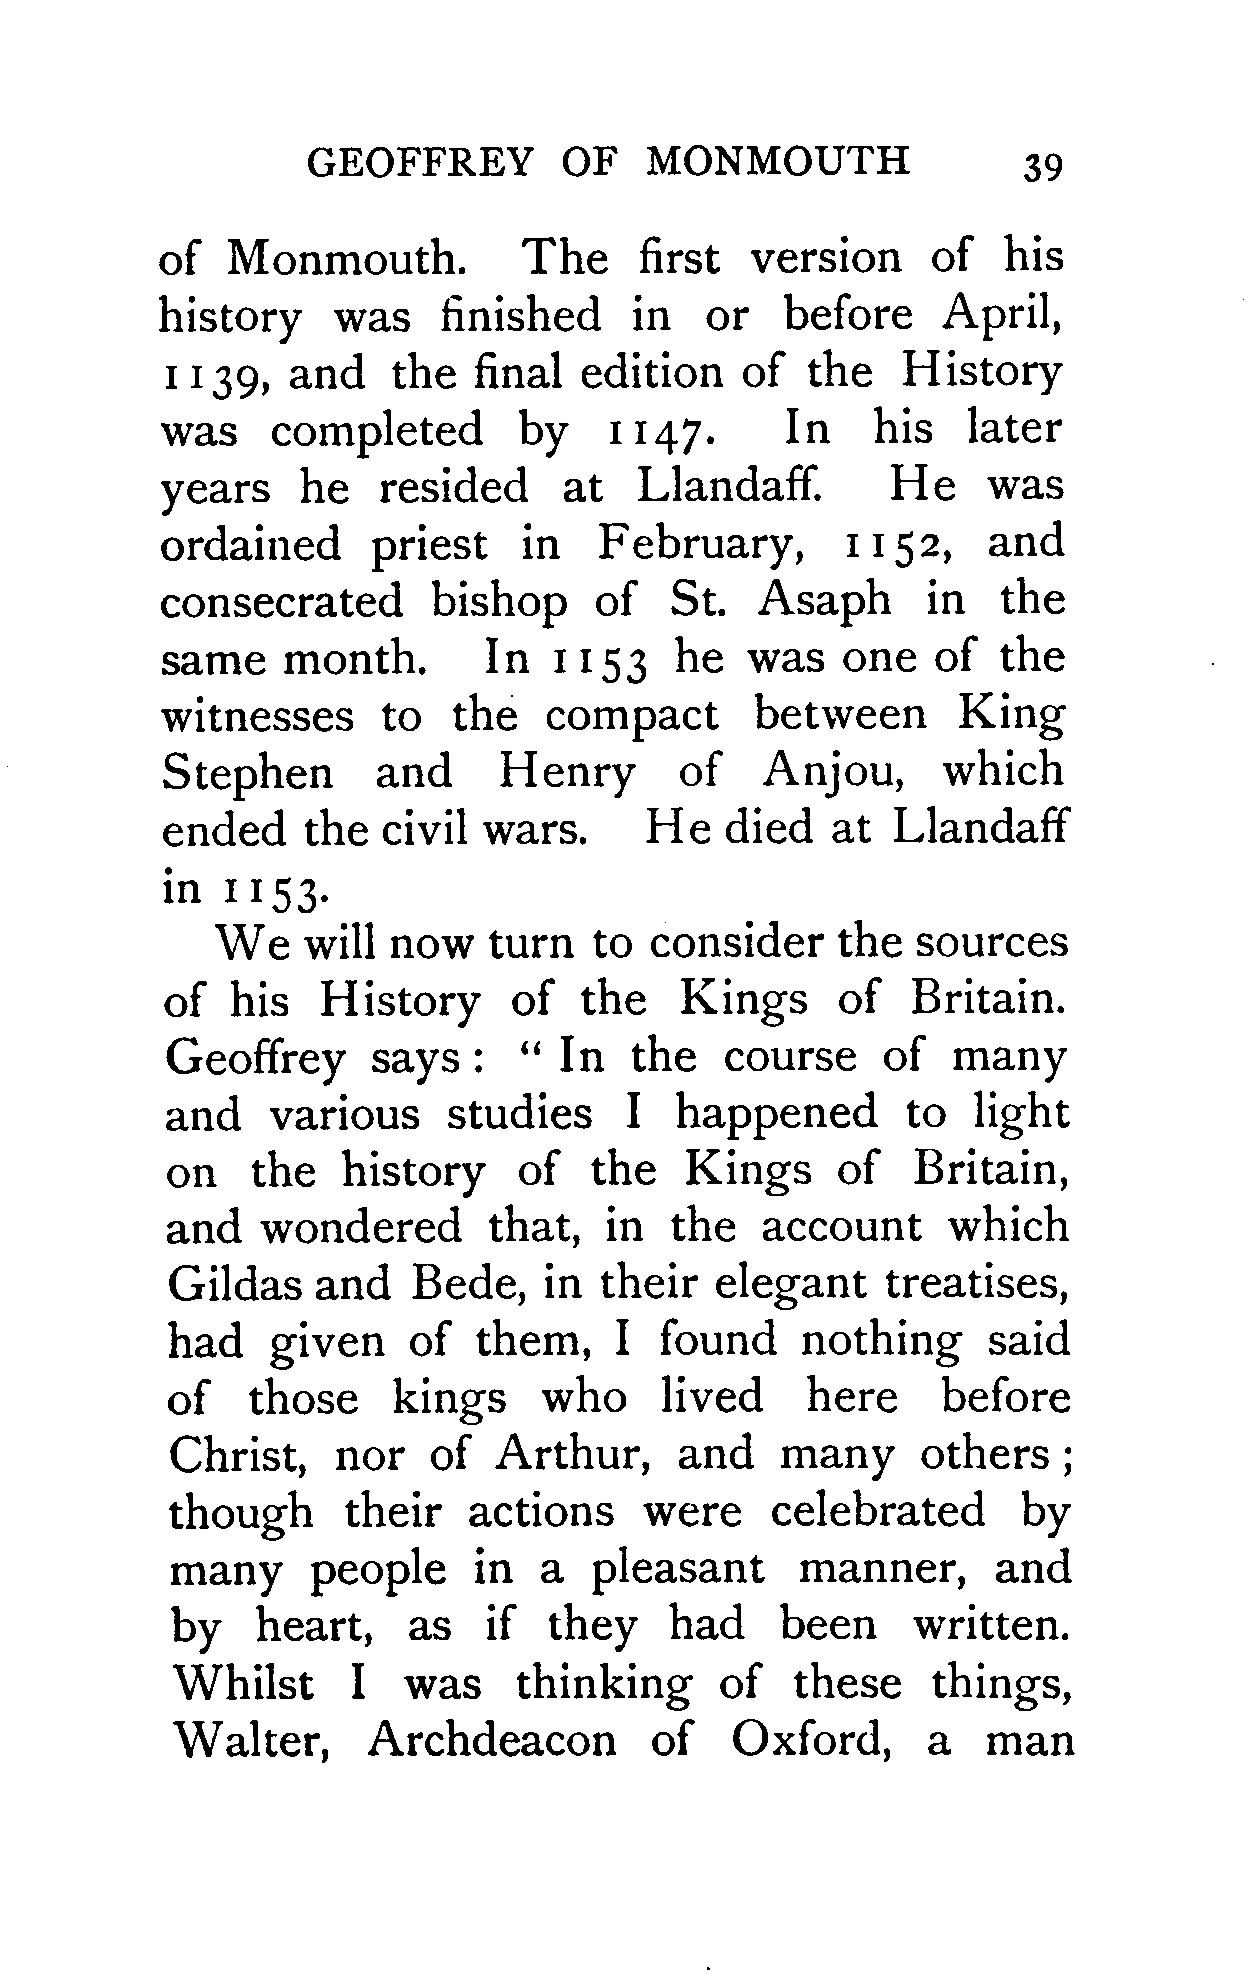 GEOFFREY OF MONMOUTH 39
of Monmouth. The first version of his
history was finished in or before April,
1139, and the final edition of the History
was completed by 1147. In his later
years he resided at Llandaff. He was
ordained priest in February, 1152, and
consecrated bishop of St. Asaph in the
same month. In 1153 he was one of the
witnesses to the compact between King
Stephen and Henry of Anjou, which
ended the civil wars. He died at Llandaff
in 1153.
We will now turn to consider the sources
of his History of the Kings of Britain.
Geoffrey says : “ In the course of many
and various studies I happened to light
on the history of the Kings of Britain,
and wondered that, in the account which
Gildas and Bede, in their elegant treatises,
had given of them, I found nothing said
of those kings who lived here before
Christ, nor of Arthur, and many others ;
though their actions were celebrated by
many people in a pleasant manner, and
by heart, as if they had been written.
Whilst I was thinking of these things,
Walter, Archdeacon of Oxford, a man